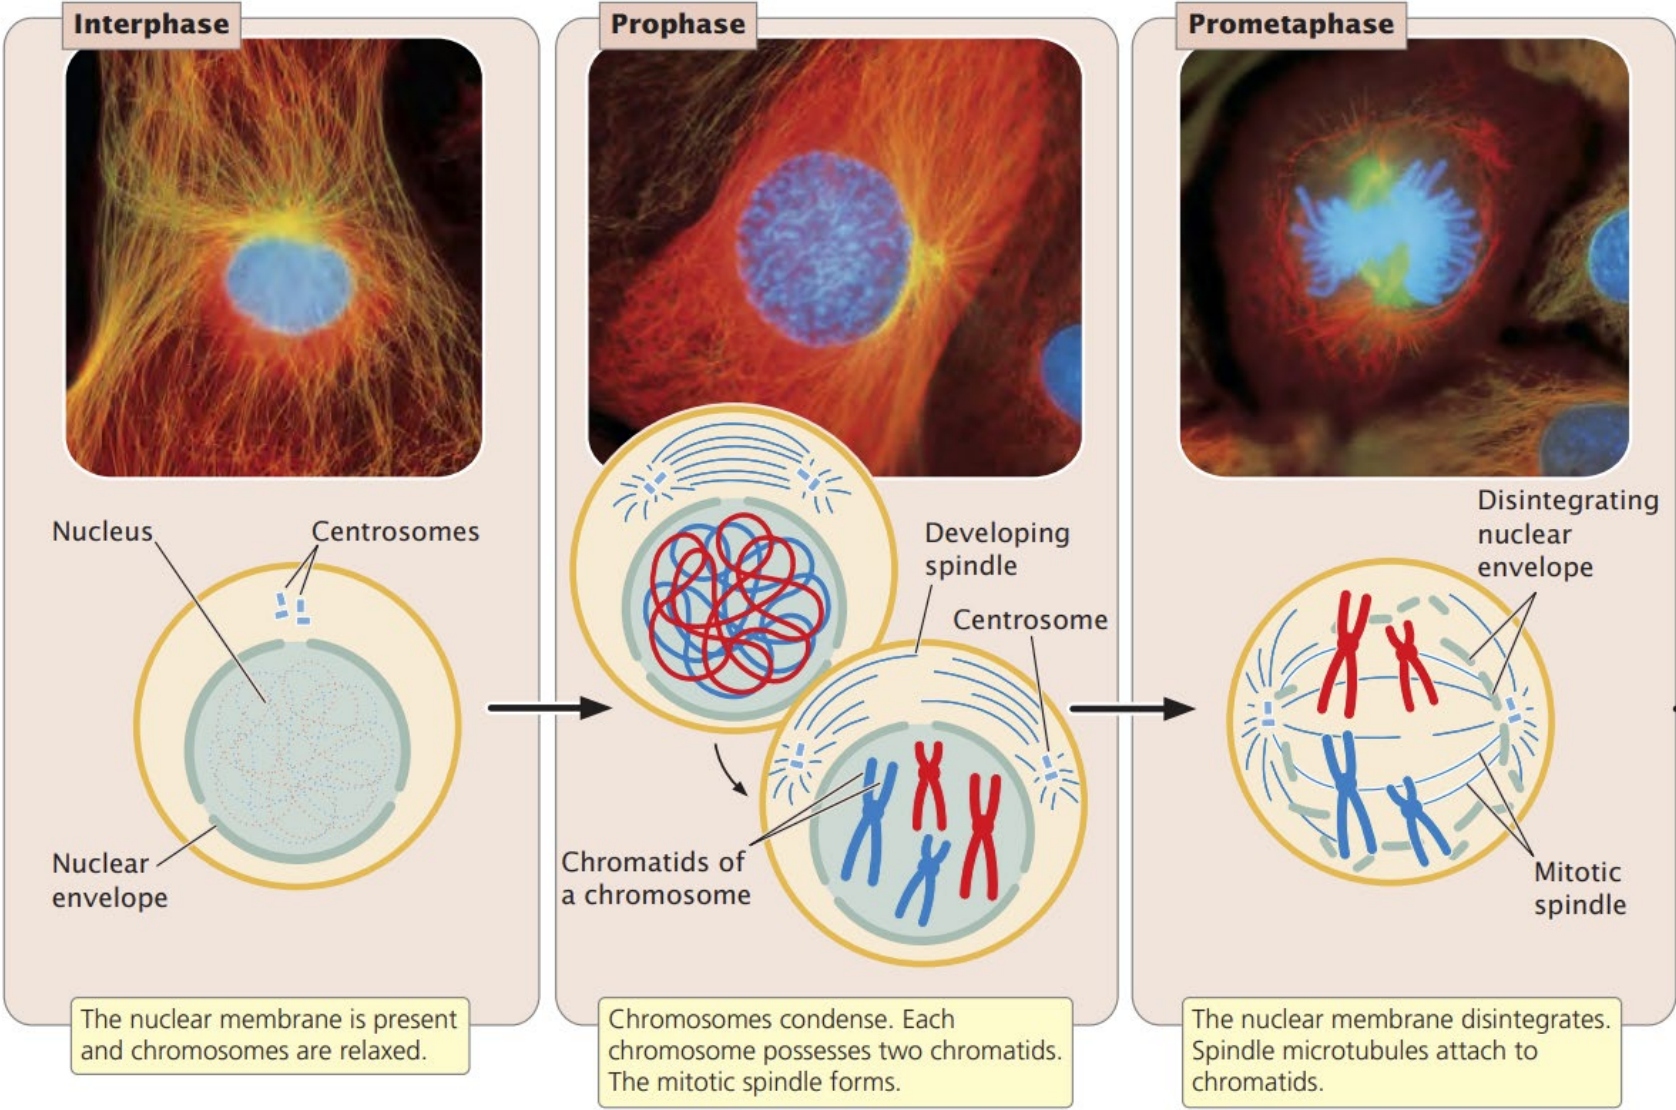 Interphase
Nucleus
Centrosomes
Nuclear
envelope
The nuclear membrane is present
and chromosomes are relaxed.
Prophase
Developing
spindle
Centrosome
Chromatids of
a chromosome
Chromosomes condense. Each
chromosome possesses two chromatids.
The mitotic spindle forms.
Prometaphase
Disintegrating
nuclear
envelope
Mitotic
spindle
The nuclear membrane disintegrates.
Spindle microtubules attach to
chromatids.